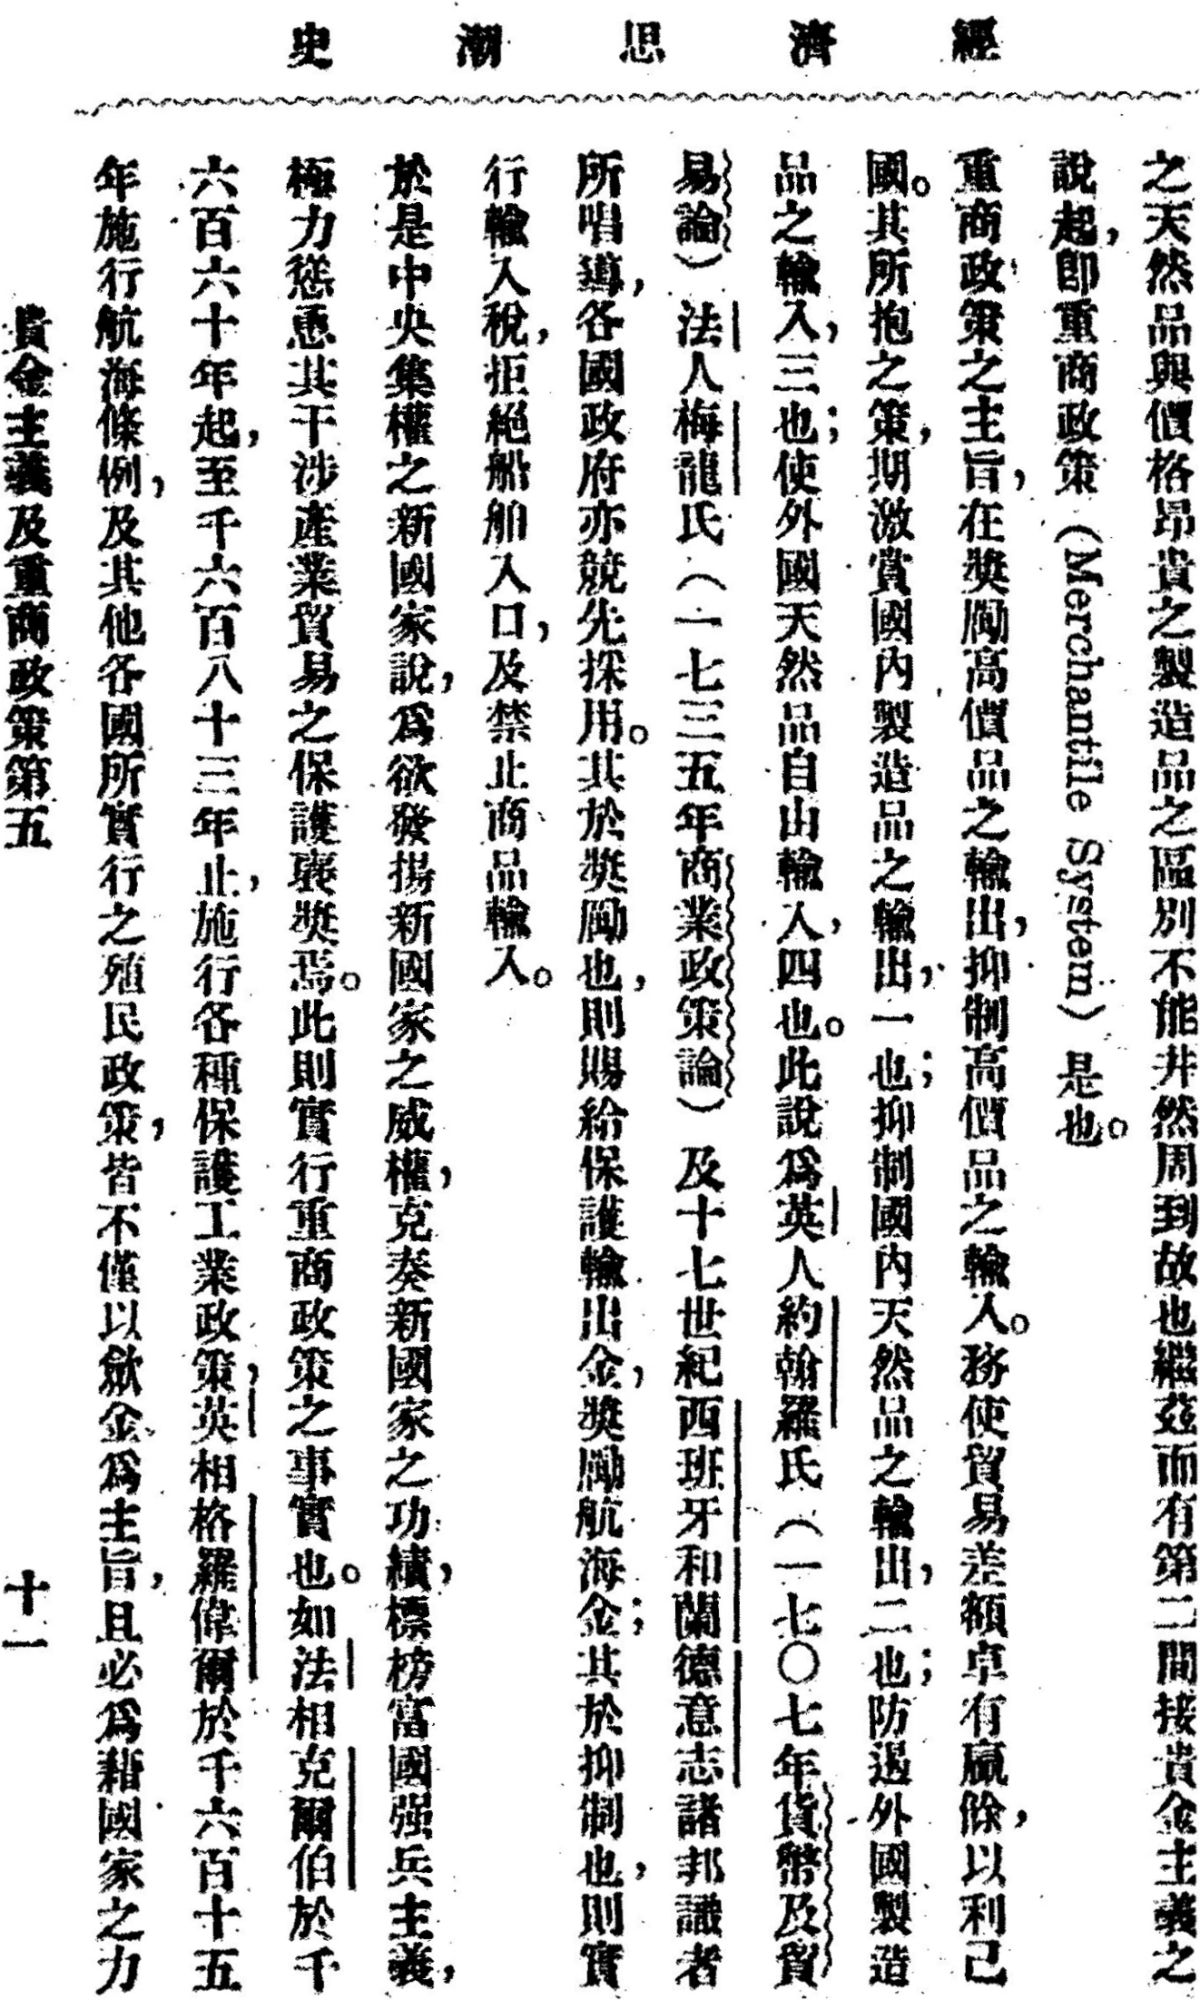 經濟思潮史
之天然品與價格昂貴之製造品之區別不能井然周到故也繼茲而有第二間接貴金主義之
說起，卽重商政策（Merchantile System）是也。
重商政策之主旨，在獎勵高價品之輸出，抑制高價品之輸入。務使貿易差額卓有贏餘，以利己
國。其所抱之策，期激賞國內製造品之輸出，一也；抑制國內天然品之輸出，二也；防遏外國製造
品之輸入，三也；使外國天然品自由輸入，四也。此說爲英人約翰羅氏（一七〇七年貨幣及貿
易論）法人梅龍氏（一七三五年商業政策論）及十七世紀西班牙和蘭德意志諸邦識者
所唱導，各國政府亦競先採用。其於獎勵也，則賜給保護輸出金，獎勵航海金；其於抑制也，則實
行輸入稅，拒絕船舶入口，及禁止商品輸入。
於是中央集權之新國家說，爲欲發揚新國家之威權，克奏新國家之功績，標榜富國强兵主義，
極力慫恿其干涉產業貿易之保護褒獎焉。此則實行重商政策之事實也。如法相克爾伯於千
六百六十年起，至千六百八十三年止，施行各種保護工業政策，英相格羅偉爾於千六百十五
年施行航海條例，及其他各國所實行之殖民政策，皆不僅以歛金爲主旨，且必爲藉國家之力
貴金主義及重商政策第五
十一